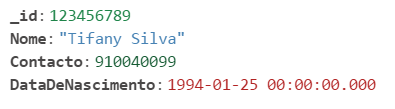 _id: 123456789
Nome: "Tifany Silva"
Contacto: 910040099
DataDeNascimento: 1994-01-25 00:00:00.000